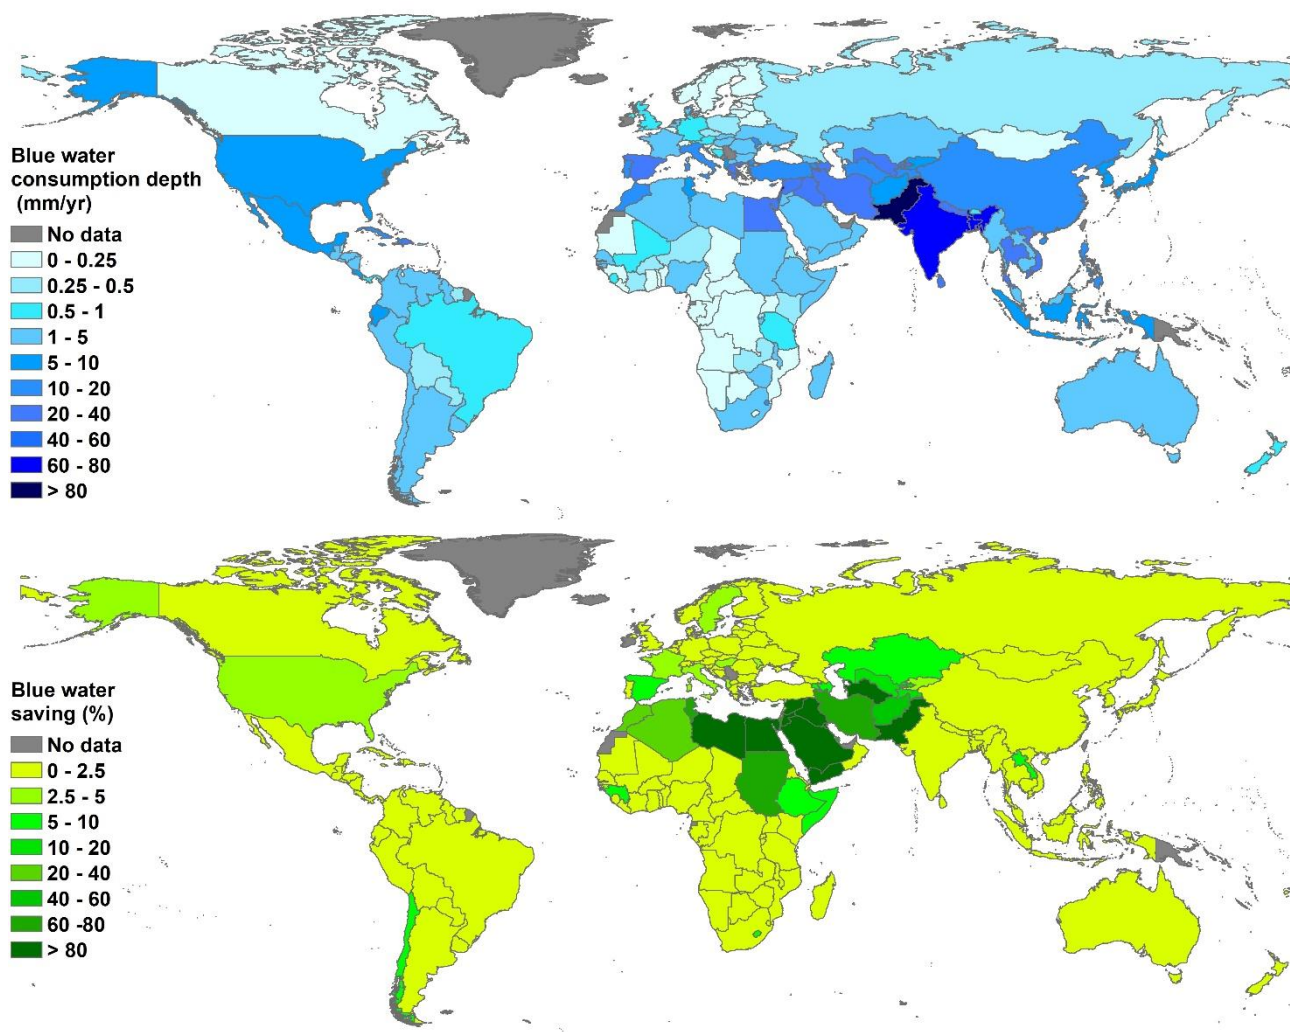 Blue water
consumption depth
(mm/yr)
No data
0 - 0.25
0.25 - 0.5
0.5 - 1
1 - 5
5 - 10
10 - 20
20 - 40
40 - 60
60 - 80
> 80
Blue water
saving (%)
No data
0 - 2.5
2.5 - 5
5 - 10
10 - 20
20 - 40
40 - 60
60 -80
> 80